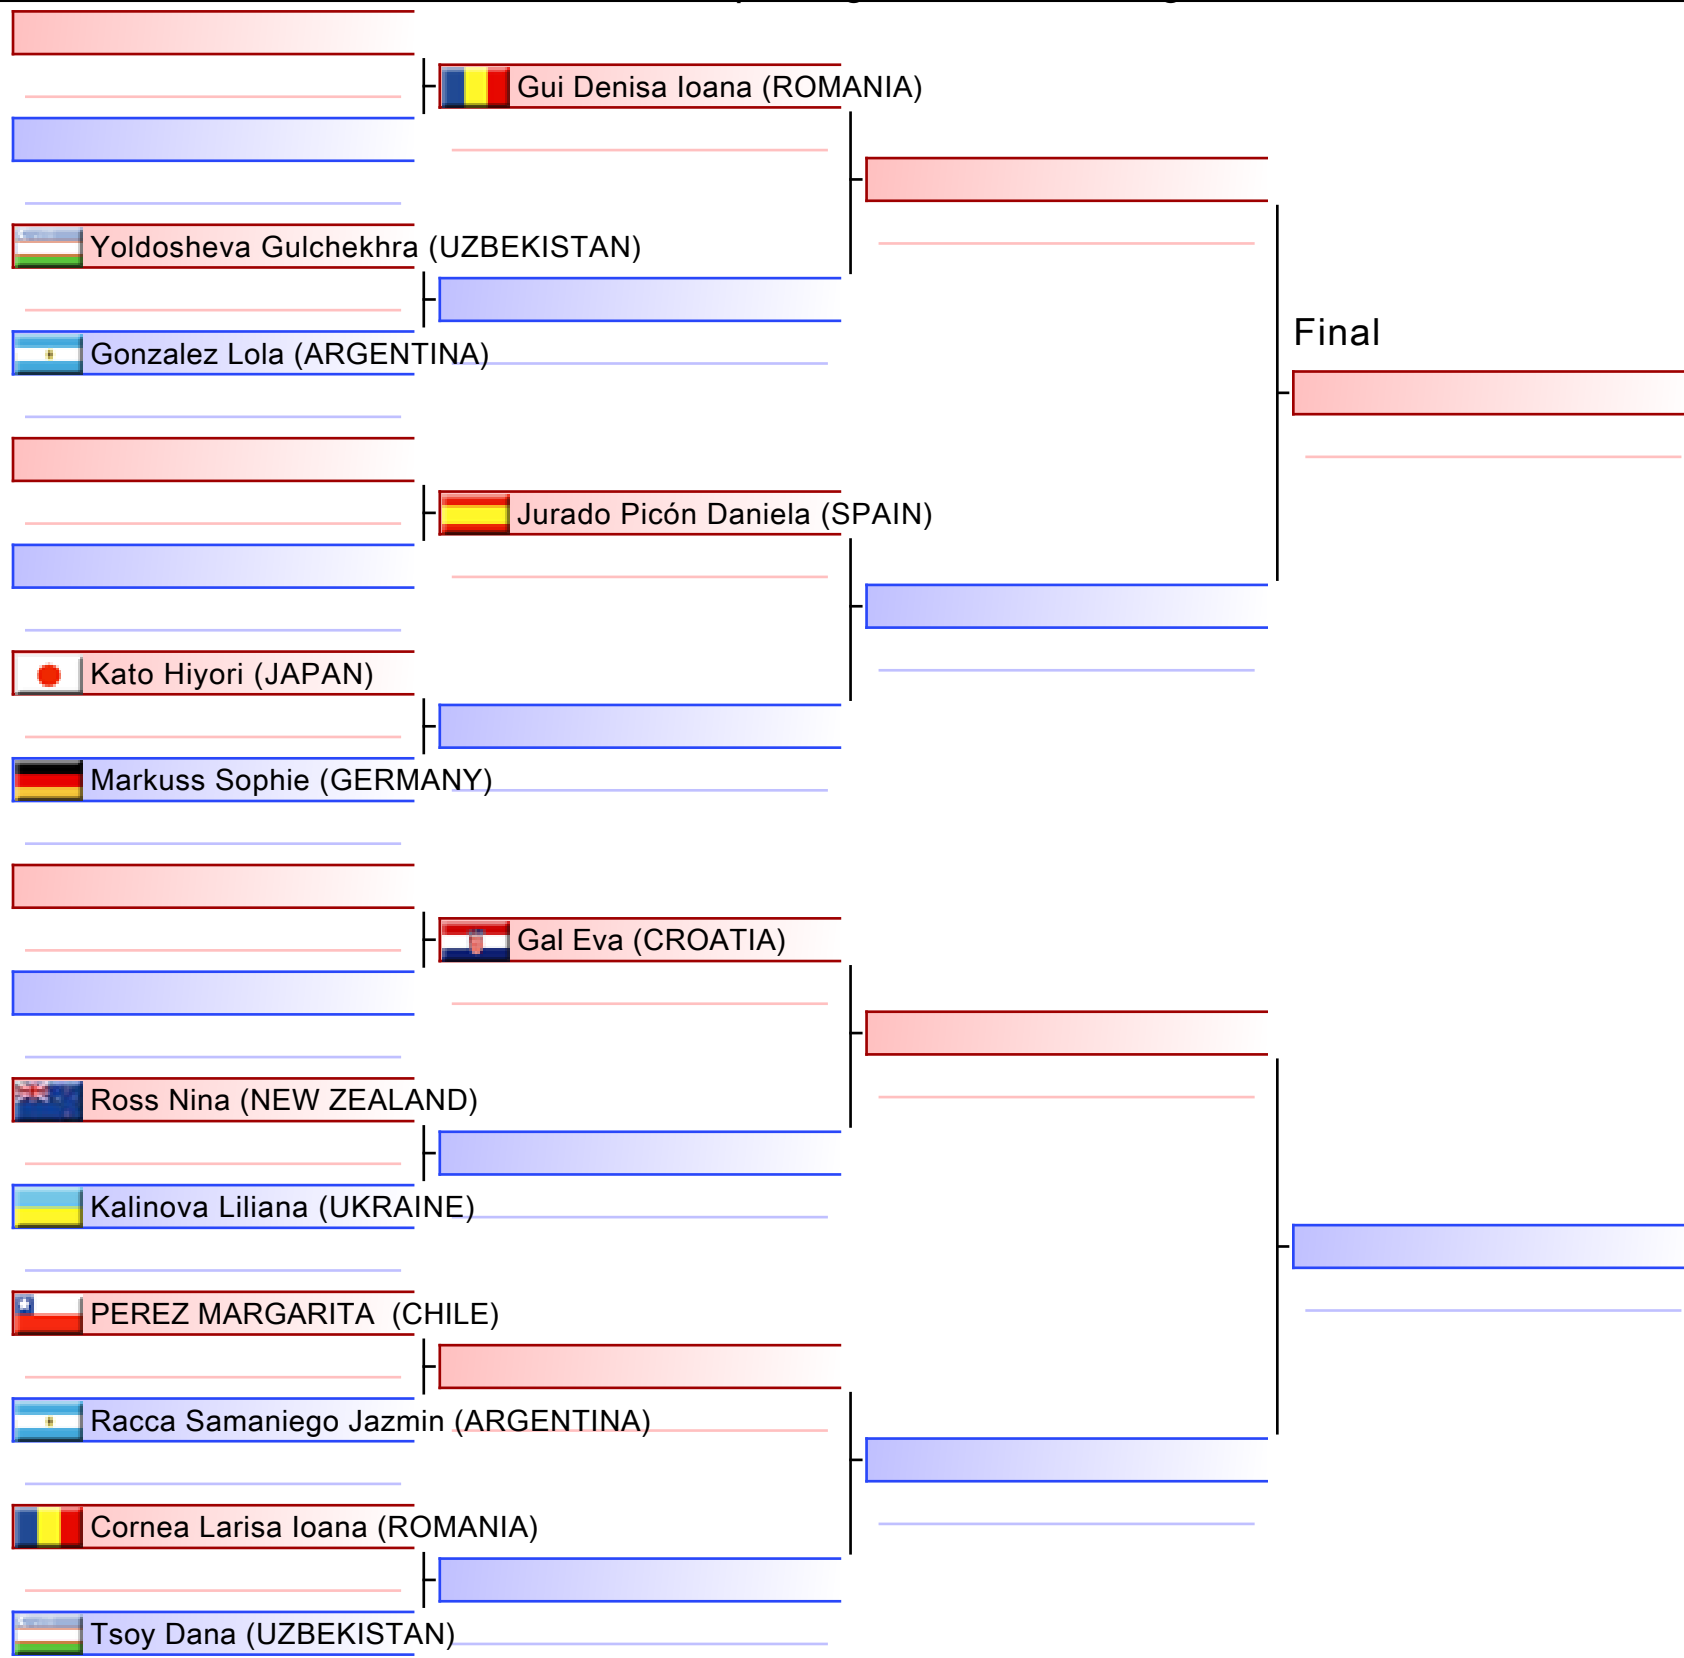 Gui Denisa Ioana (ROMANIA)
Yoldosheva Gulchekhra (UZBEKISTAN)
Final
Gonzalez Lola (ARGENTINA)
Jurado Picón Daniela (SPAIN)
Kato Hiyori (JAPAN)
Markuss Sophie (GERMANY)
Gal Eva (CROATIA)
Ross Nina (NEW ZEALAND)
Kalinova Liliana (UKRAINE)
PEREZ MARGARITA  (CHILE)
Racca Samaniego Jazmin (ARGENTINA)
Cornea Larisa Ioana (ROMANIA)
Tsoy Dana (UZBEKISTAN)